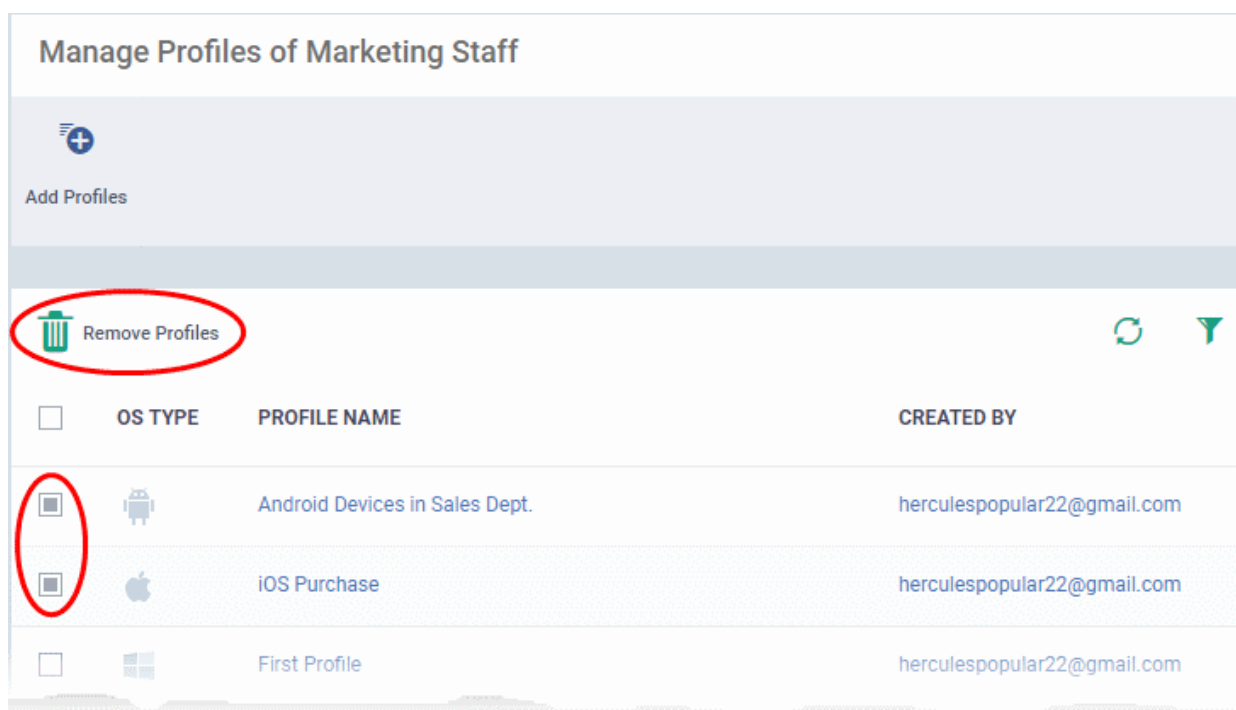 Manage Profiles of Marketing Staff
Add Profiles
Remove Profiles
OS TYPE PROFILE NAME CREATED BY
Android Devices in Sales Dept. herculespopular22@gmail.com
iOS Purchase herculespopular22@gmail.com
First Profile herculespopular22@gmail.com